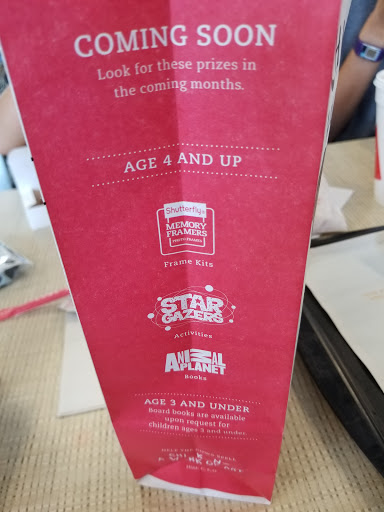 COMING SOON
Look for these prizes in
the coming months.
AGE 4 AND UP
Shutterfly
MEMORY
FRAMERS
Frame Kits
STAR
GAZERS
Activities
ANIMAL
PLANET
Books
AGE 3 AND UNDER
Board books are available
upon request for
children ages 3 and under.